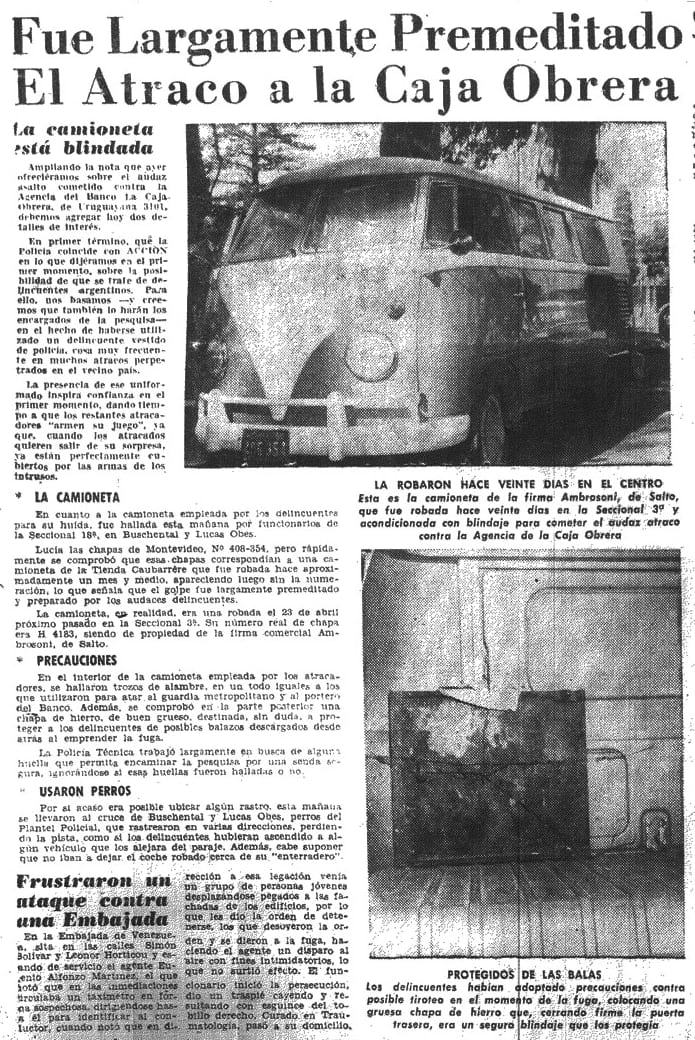 Fue Largamente Premeditado
El Atraco a la Caja Obrera
La camioneta
está blindada
Ampliando la nota que ayer
ofreciéramos sobre el audaz
asalto cometido contra la
Agencia del Banco La Caja
Obrera, de Uruguayana 3101,
debemos agregar hoy dos de-
talles de interés.
En primer término, que la
Policía coincide con ACCION
en lo que dijéramos en el pri-
mer momento, sobre la posi-
bilidad de que se trate de de-
lincuentes argentinos. Para
ello, nos basamos —y cree-
mos que también lo harán los
encargados de la pesquisa—
en el hecho de haberse utili-
zado un delincuente vestido
de policía, cosa muy frecuen-
te en muchos atracos perpe-
trados en el vecino país.
La presencia de ese unifor-
mado inspira confianza en el
primer momento, dando tiem-
po a que los restantes atraca-
dores "armen su juego", ya
que, cuando los atracados
quieren salir de su sorpresa,
ya están perfectamente cu-
biertos por las armas de los
intrusos.
* LA CAMIONETA
En cuanto a la camioneta empleada por los delincuentes
para su huída, fue hallada esta mañana por funcionarios de
la Seccional 18ª, en Buschental y Lucas Obes.
Lucía las chapas de Montevideo, Nº 408-354, pero rápida-
mente se comprobó que esas chapas correspondían a una ca-
mioneta de la Tienda Caubarrère que fue robada hace aproxi-
madamente un mes y medio, apareciendo luego sin la nume-
ración, lo que señala que el golpe fue largamente premeditado
y preparado por los audaces delincuentes.
La camioneta, en realidad, era una robada el 23 de abril
próximo pasado en la Seccional 3ª. Su número real de chapa
era H 4183, siendo de propiedad de la firma comercial Am-
brosoni, de Salto.
* PRECAUCIONES
En el interior de la camioneta empleada por los atraca-
dores, se hallaron trozos de alambre, en un todo iguales a los
que utilizaron para atar al guardia metropolitano y al portero
del Banco. Además, se comprobó en la parte posterior una
chapa de hierro, de buen grueso, destinada, sin duda, a pro-
teger a los delincuentes de posibles balazos descargados desde
atrás al emprender la fuga.
La Policía Técnica trabajó largamente en busca de alguna
huella que permita encaminar la pesquisa por una senda se-
gura, ignorándose si esas huellas fueron halladas o no.
* USARON PERROS
Por si acaso era posible ubicar algún rastro, esta mañana
se llevaron al cruce de Buschental y Lucas Obes, perros del
Plantel Policial, que rastrearon en varias direcciones, perdien-
do la pista, como si los delincuentes hubieran ascendido a al-
gún vehículo que los alejara del paraje. Además, cabe suponer
que no iban a dejar el coche robado cerca de su "enterradero".
LA ROBARON HACE VEINTE DIAS EN EL CENTRO
Esta es la camioneta de la firma Ambrosoni, de Salto,
que fue robada hace veinte días en la Seccional 3ª y
acondicionada con blindaje para cometer el audaz atraco
contra la Agencia de la Caja Obrera
PROTEGIDOS DE LAS BALAS
Los delincuentes habían adoptado precauciones contra
posible tiroteo en el momento de la fuga, colocando una
gruesa chapa de hierro que, cerrando firme la puerta
trasera, era un seguro blindaje que los protegía
Frustraron un
ataque contra
una Embajada
En la Embajada de Venezue-
a, sita en las calles Simón
Bolívar y Leonor Horticou y es-
ando de servicio el agente Eu-
enio Alfonzo Martínez, el que
notó que en las inmediaciones
circulaba un taxímetro en for-
a sospechosa, dirigiéndose has-
a él para identificar al con-
ductor, cuando notó que en di-
rección a esa legación venía
un grupo de personas jóvenes
desplazándose pegados a las fa-
chadas de los edificios, por lo
que les dio la orden de dete-
nerse, los que desoyeron la or-
den y se dieron a la fuga, ha-
ciendo el agente un disparo al
aire con fines intimidatorios, lo
que no surtió efecto. El fun-
cionario inició la persecución,
dio un traspié cayendo y re-
sultando con esguince del to-
billo derecho. Curado en Trau-
matología, pasó a su domicilio.